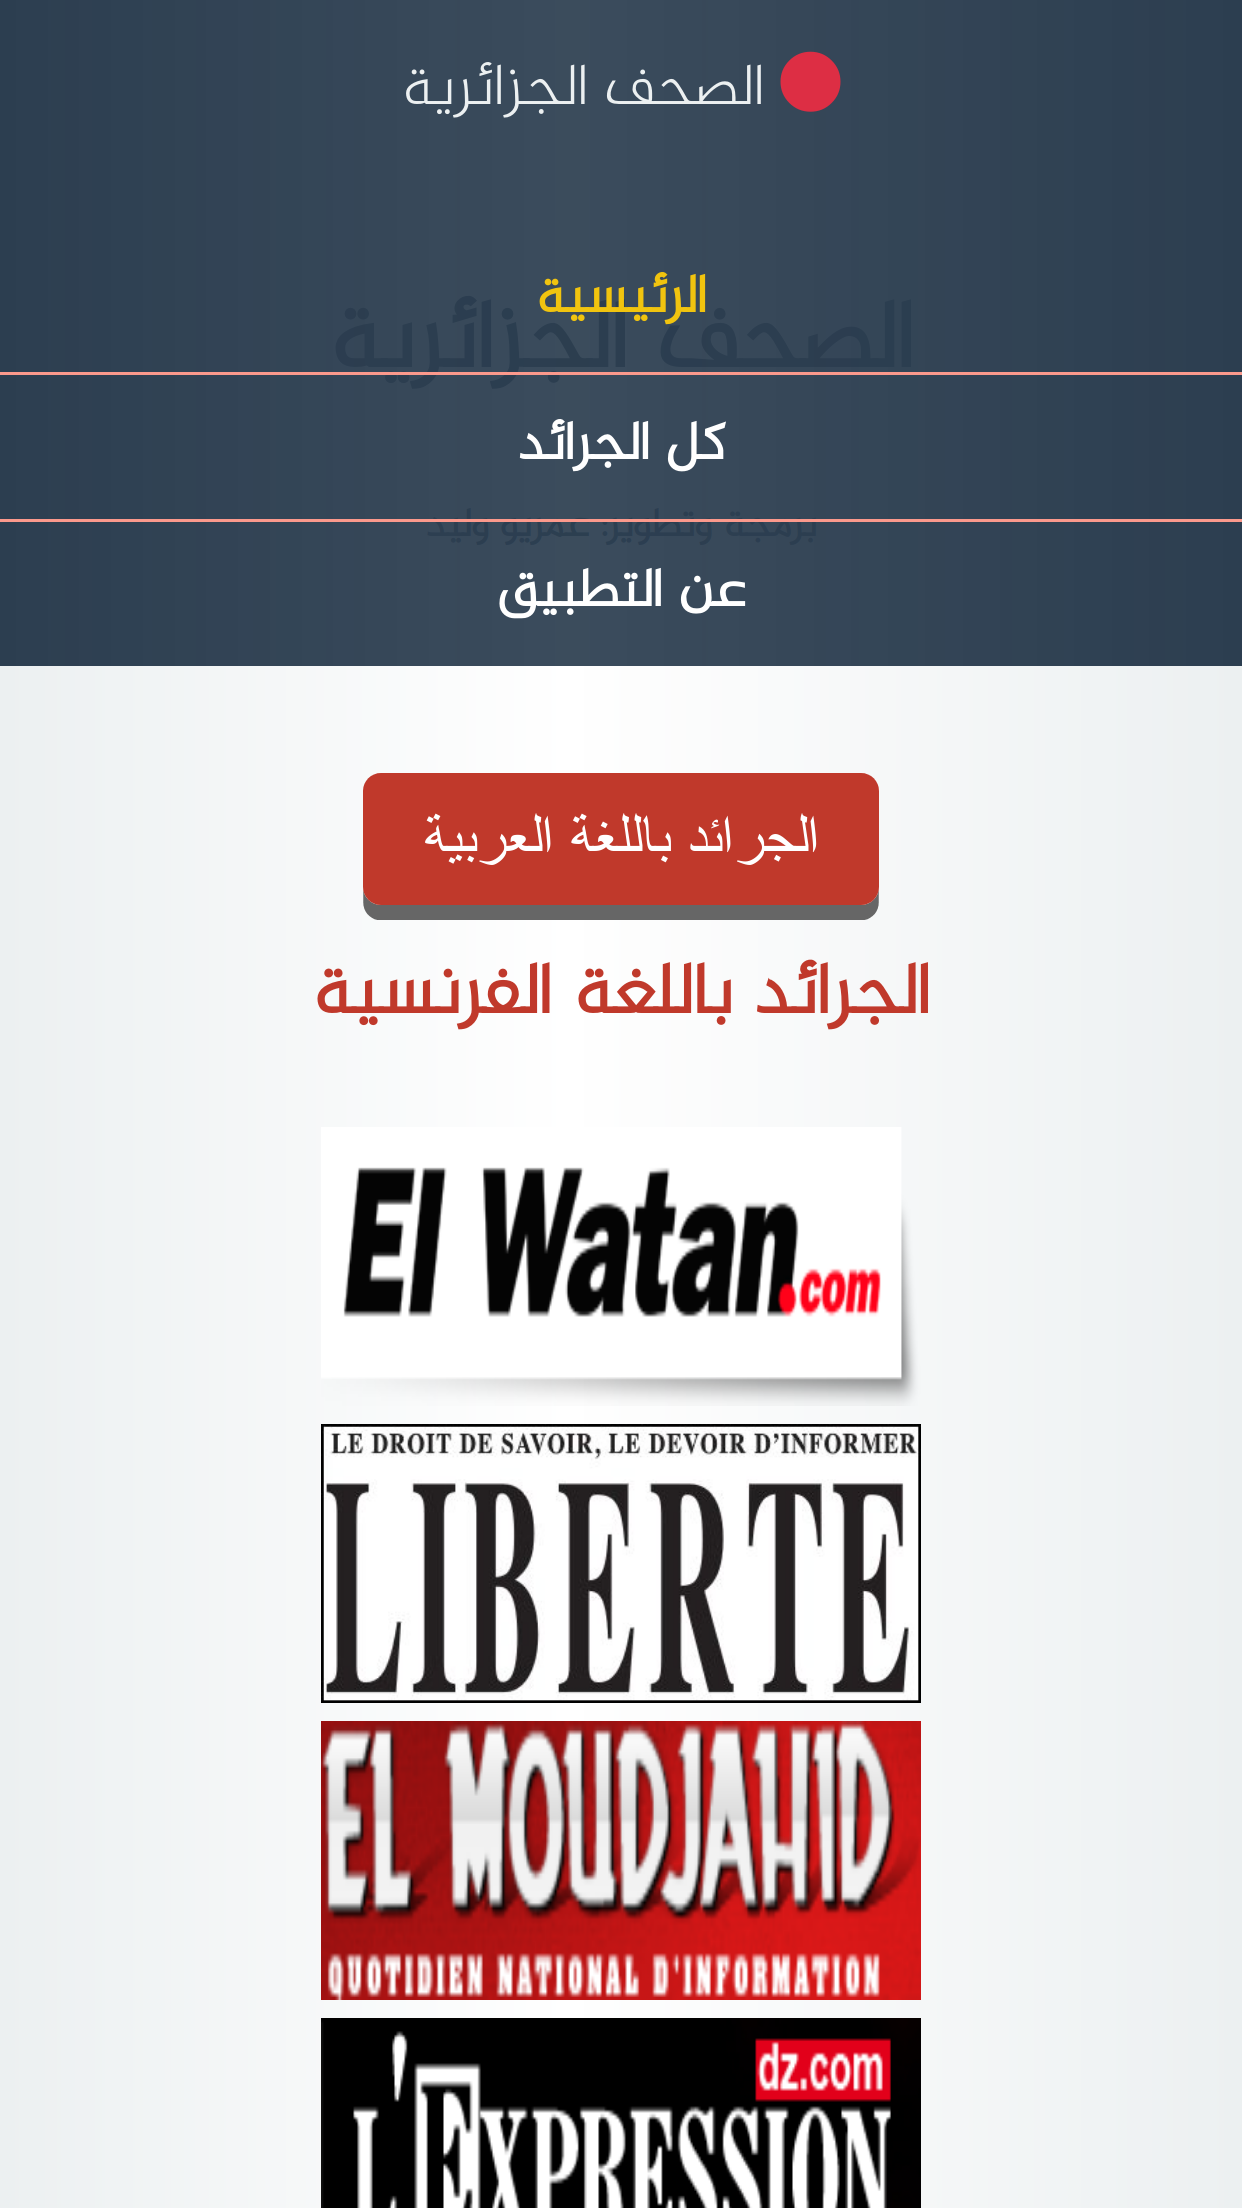 الصحف الجزائرية
الرئيسية
الصحف الجزائرية
كل الجرائد
برمجة وتطوير: عمريو وليد
عن التطبيق
الجرائد باللغة العربية
الجرائد باللغة الفرنسية
El Watan.com
LE DROIT DE SAVOIR, LE DEVOIR D'INFORMER
LIBERTE
EL MOUDJAHID
QUOTIDIEN NATIONAL D'INFORMATION
dz.com
L'EXPRESSION